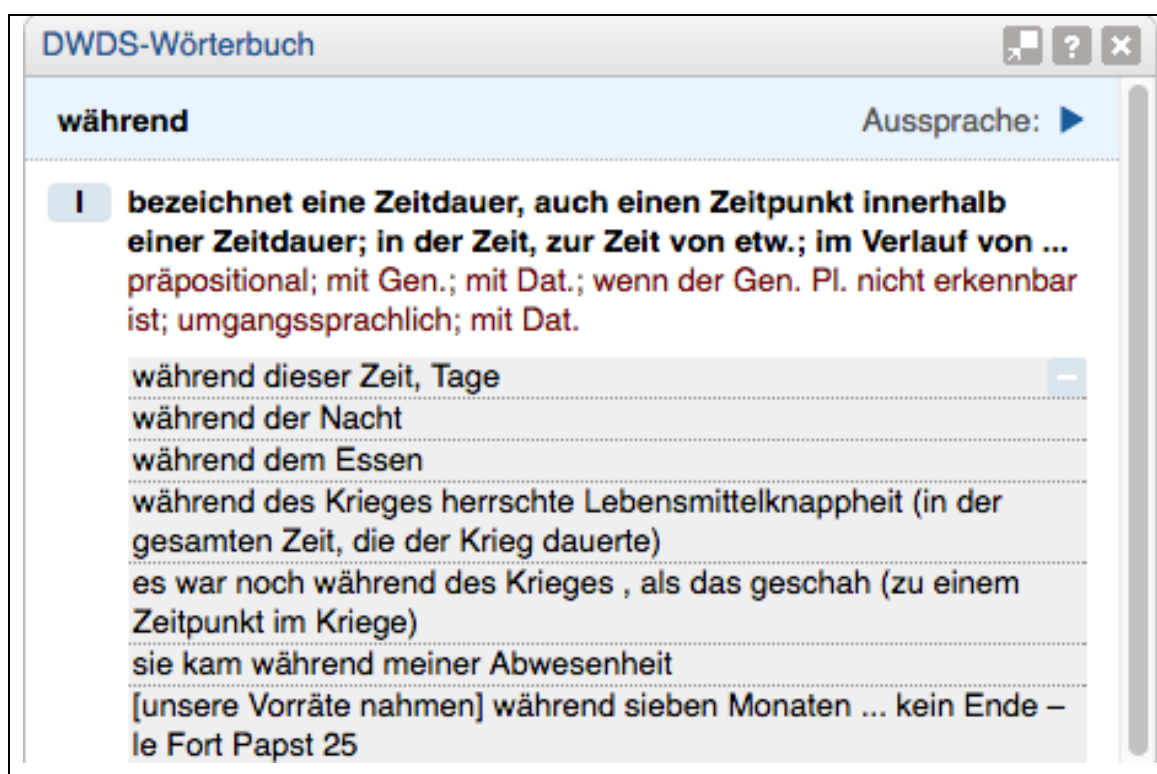 DWDS-Wörterbuch
?
während
Aussprache:
I
bezeichnet eine Zeitdauer, auch einen Zeitpunkt innerhalb
einer Zeitdauer; in der Zeit, zur Zeit von etw.; im Verlauf von ...
präpositional; mit Gen.; mit Dat.; wenn der Gen. Pl. nicht erkennbar
ist; umgangssprachlich; mit Dat.
während dieser Zeit, Tage
während der Nacht
während dem Essen
während des Krieges herrschte Lebensmittelknappheit (in der
gesamten Zeit, die der Krieg dauerte)
es war noch während des Krieges , als das geschah (zu einem
Zeitpunkt im Kriege)
sie kam während meiner Abwesenheit
[unsere Vorräte nahmen] während sieben Monaten ... kein Ende –
le Fort Papst 25